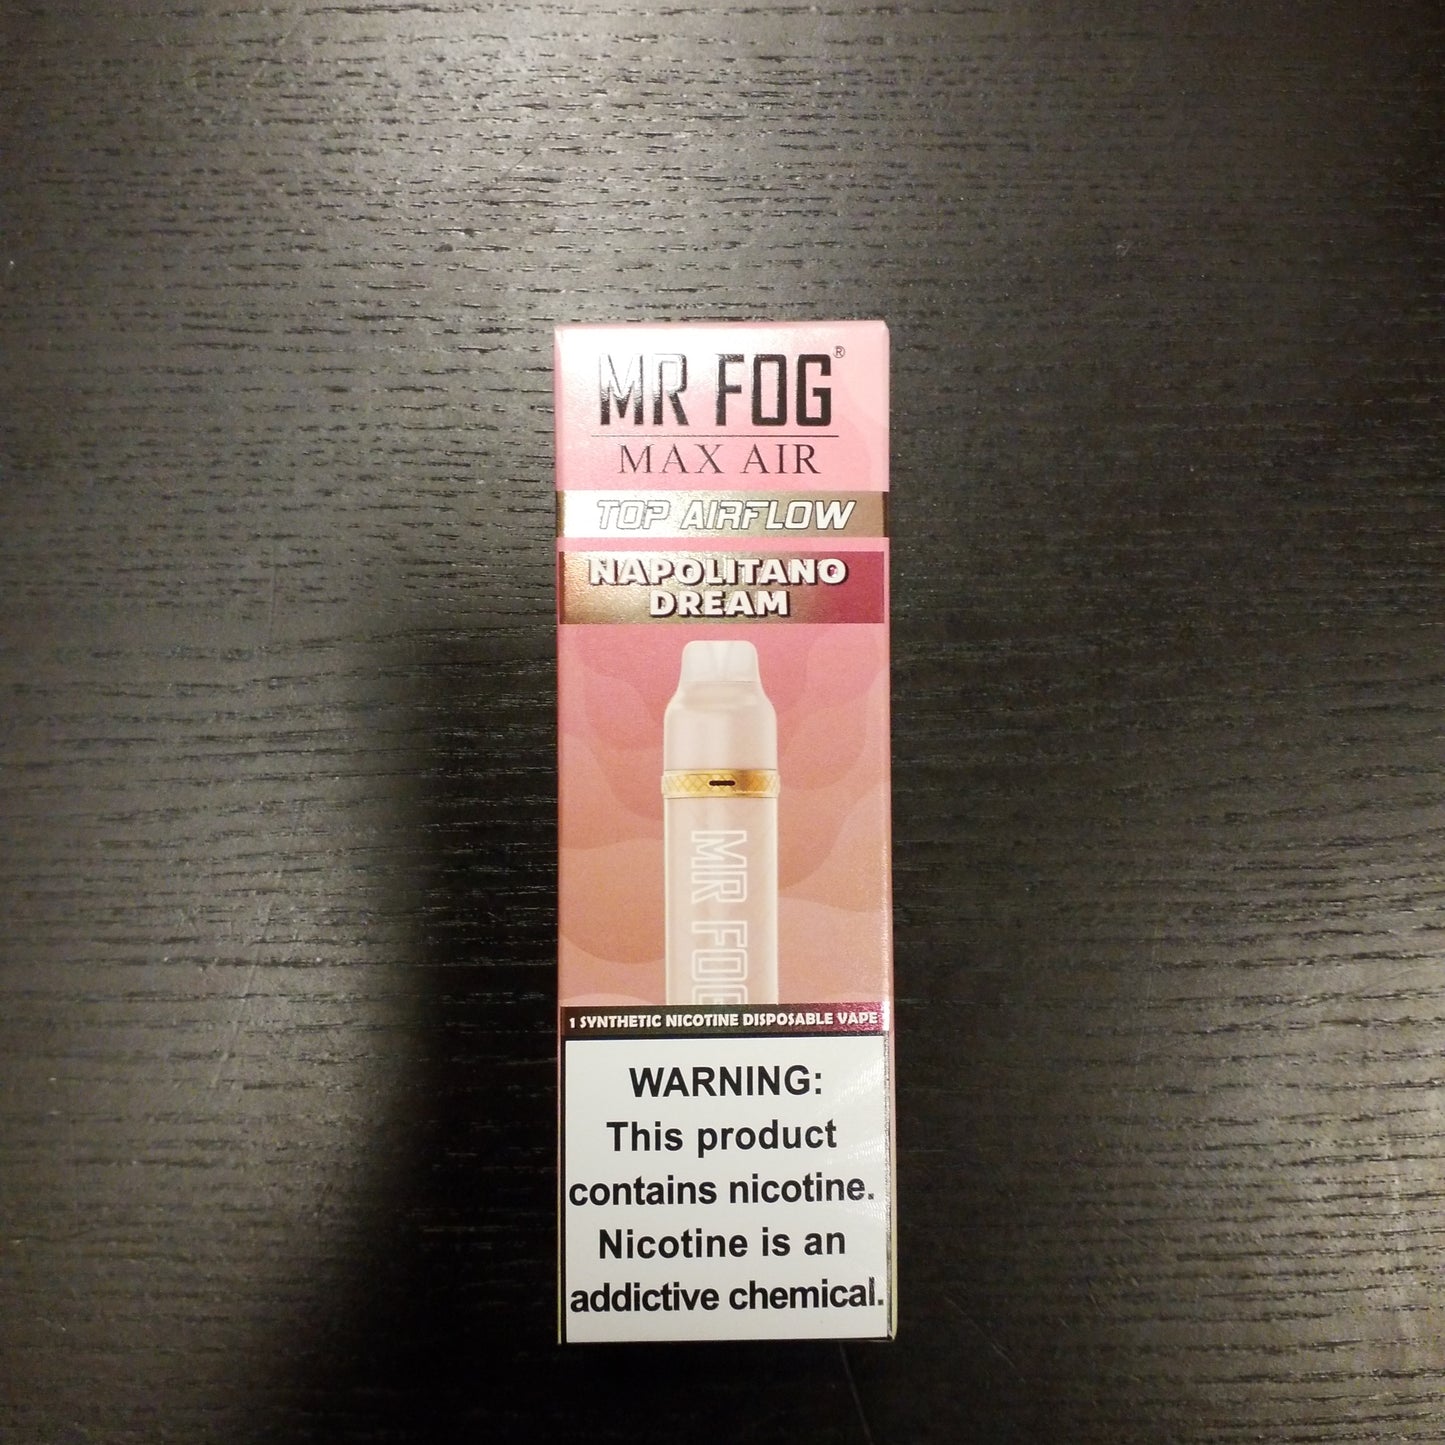 MR FOG®
MAX AIR
TOP AIRFLOW
NAPOLITANO
DREAM
MR FOG
1 SYNTHETIC NICOTINE DISPOSABLE VAPE
WARNING:
This product
contains nicotine.
Nicotine is an
addictive chemical.